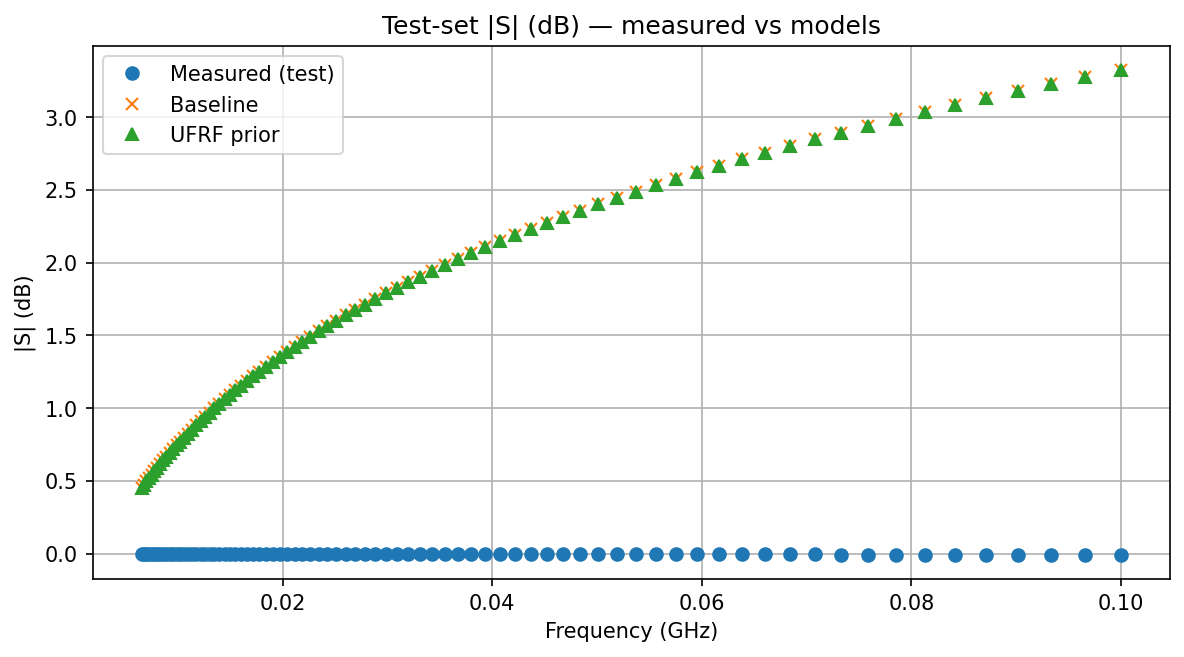 Test-set |S| (dB) — measured vs models
Measured (test)
Baseline
UFRF prior
|S| (dB)
3.0
2.5
2.0
1.5
1.0
0.5
0.0
0.02 0.04 0.06 0.08 0.10
Frequency (GHz)